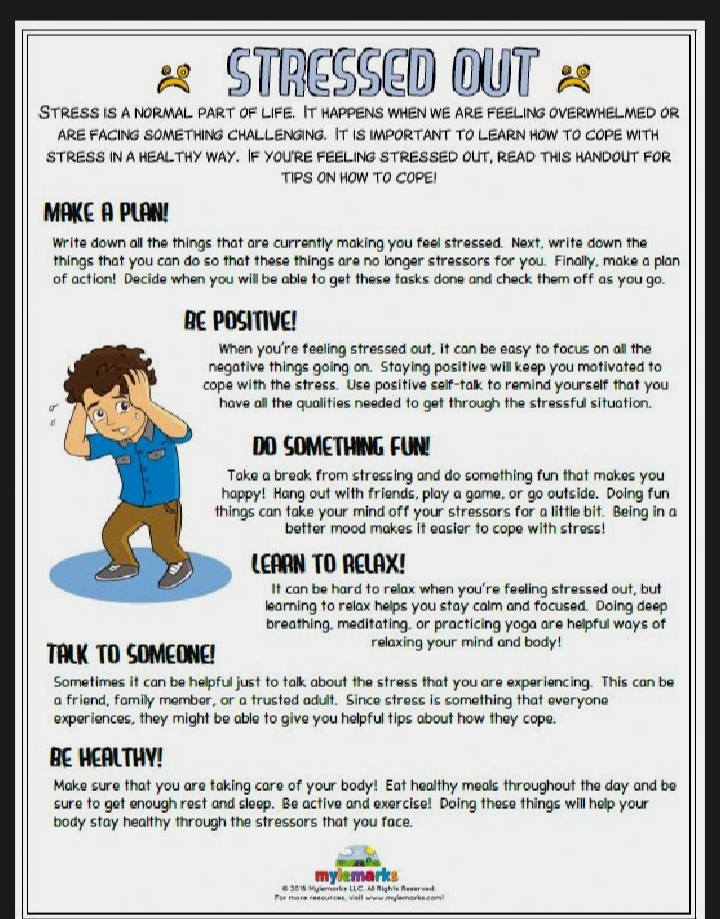 STRESSED OUT
STRESS IS A NORMAL PART OF LIFE. IT HAPPENS WHEN WE ARE FEELING OVERWHELMED OR
ARE FACING SOMETHING CHALLENGING. IT IS IMPORTANT TO LEARN HOW TO COPE WITH
STRESS IN A HEALTHY WAY. IF YOU'RE FEELING STRESSED OUT, READ THIS HANDOUT FOR
TIPS ON HOW TO COPE!
MAKE A PLAN!
Write down all the things that are currently making you feel stressed. Next, write down the
things that you can do so that these things are no longer stressors for you. Finally, make a plan
of action! Decide when you will be able to get these tasks done and check them off as you go.
BE POSITIVE!
When you're feeling stressed out, it can be easy to focus on all the
negative things going on. Staying positive will keep you motivated to
cope with the stress. Use positive self-talk to remind yourself that you
have all the qualities needed to get through the stressful situation.
DO SOMETHING FUN!
Take a break from stressing and do something fun that makes you
happy! Hang out with friends, play a game, or go outside. Doing fun
things can take your mind off your stressors for a little bit. Being in a
better mood makes it easier to cope with stress!
LEARN TO RELAX!
It can be hard to relax when you're feeling stressed out, but
learning to relax helps you stay calm and focused. Doing deep
breathing, meditating, or practicing yoga are helpful ways of
relaxing your mind and body!
TALK TO SOMEONE!
Sometimes it can be helpful just to talk about the stress that you are experiencing. This can be
a friend, family member, or a trusted adult. Since stress is something that everyone
experiences, they might be able to give you helpful tips about how they cope.
BE HEALTHY!
Make sure that you are taking care of your body! Eat healthy meals throughout the day and be
sure to get enough rest and sleep. Be active and exercise! Doing these things will help your
body stay healthy through the stressors that you face.
mylemarks
Mylemarks LLC. All Rights Reserved.
For more resources, visit www.mylemarks.com!